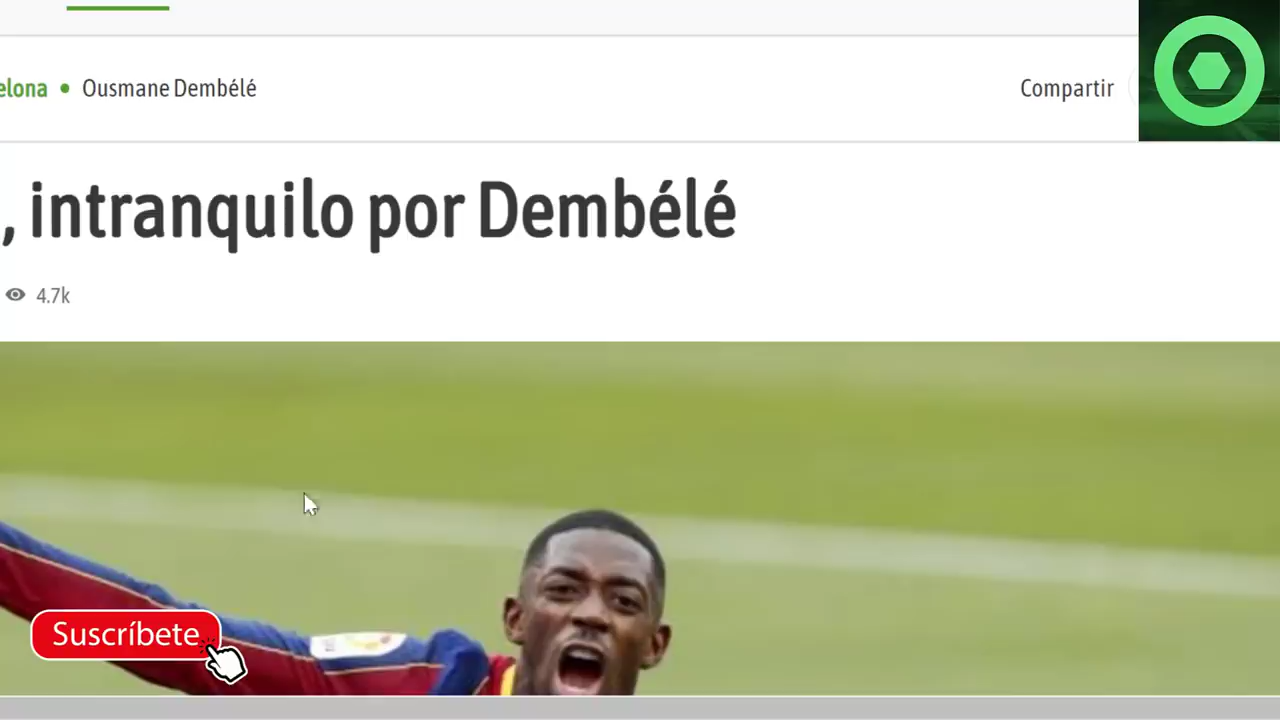 elona • Ousmane Dembélé
Compartir
, intranquilo por Dembélé
4.7k
Suscríbete